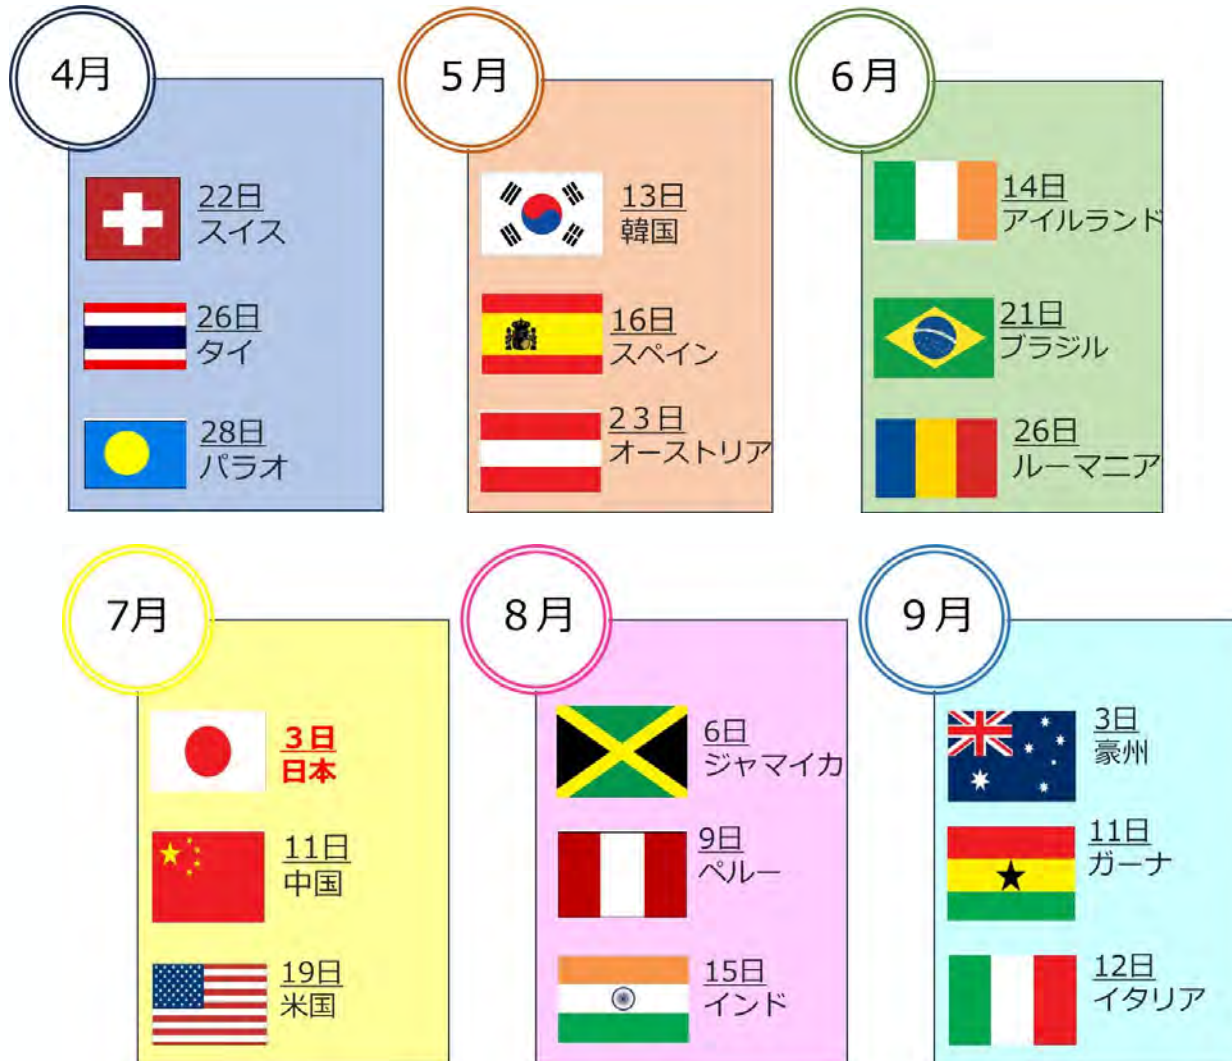 4月
22日
スイス
26日
タイ
28日
パラオ
5月
13日
韓国
16日
スペイン
23日
オーストリア
6月
14日
アイルランド
21日
ブラジル
26日
ルーマニア
7月
3日
日本
11日
中国
19日
米国
8月
6日
ジャマイカ
9日
ペルー
15日
インド
9月
3日
豪州
11日
ガーナ
12日
イタリア